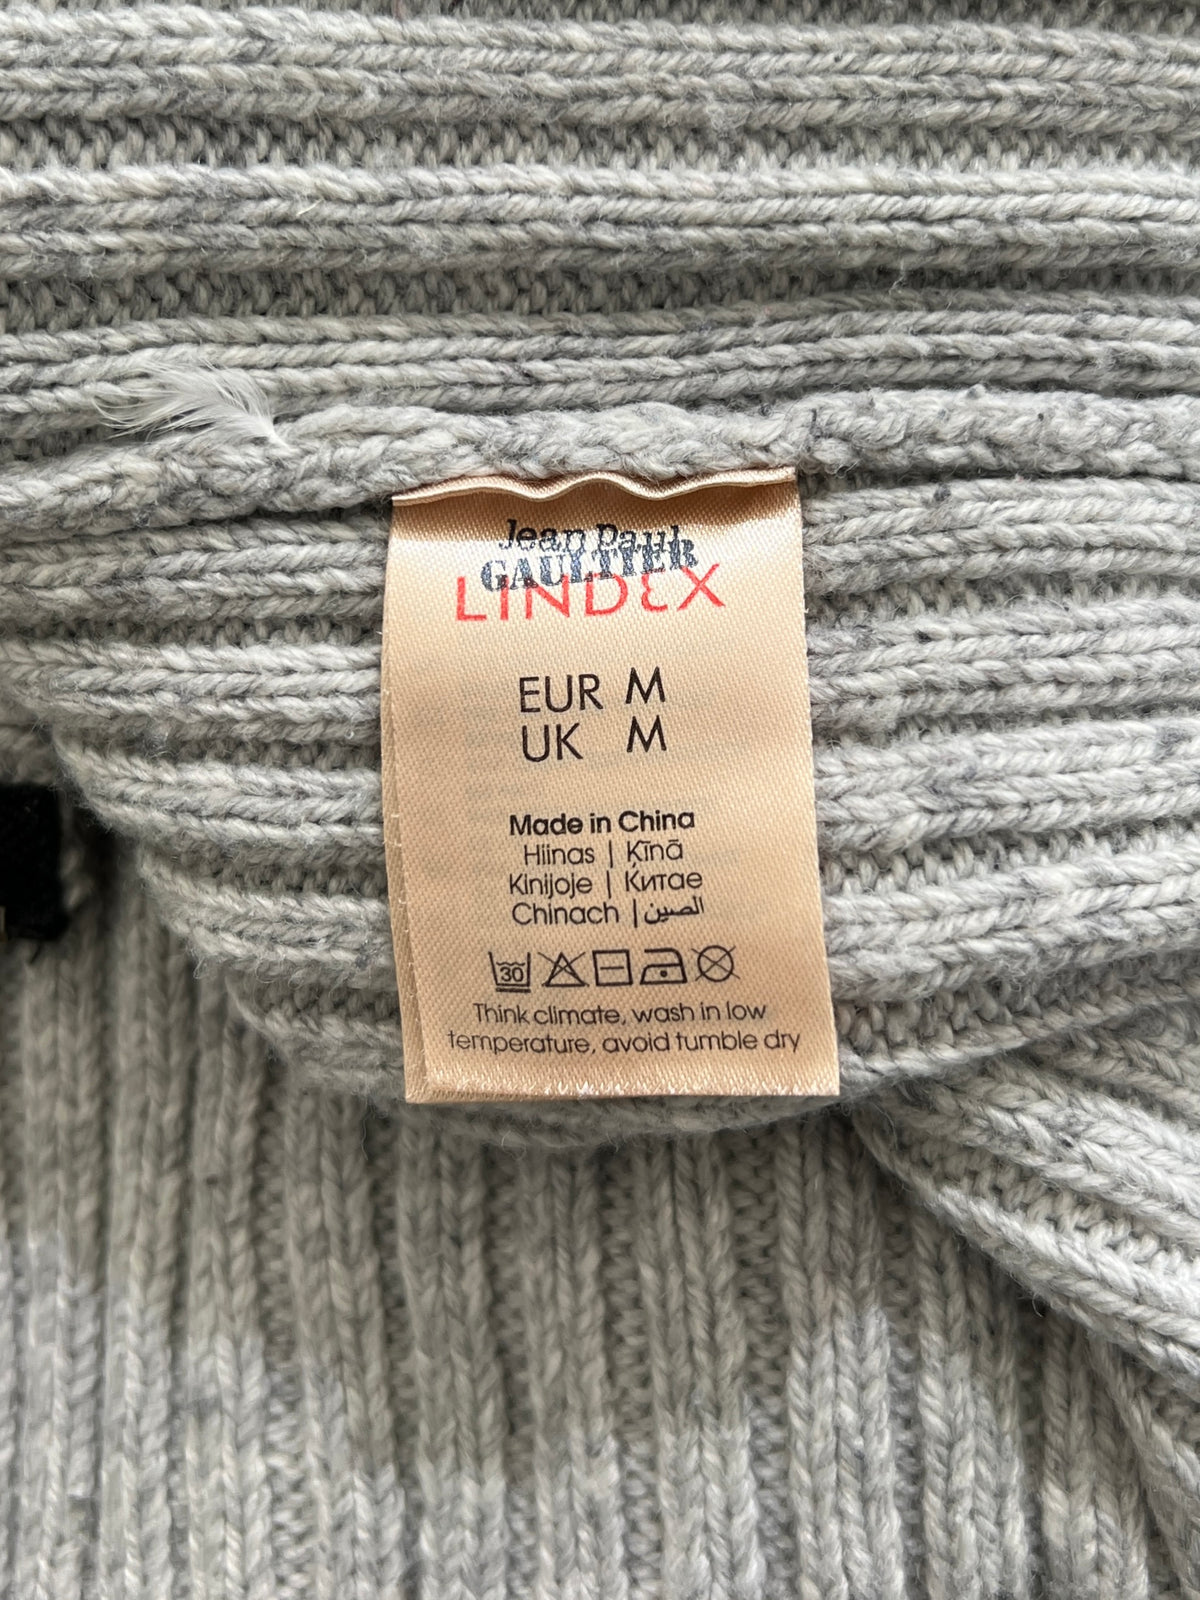 Jean Paul
GAULTIER
LINDEX
EUR M
UK M
Made in China
Hiinas | Ķīnā
Kinijoje | Китае
Chinach | الصين
30
Think climate, wash in low
temperature, avoid tumble dry